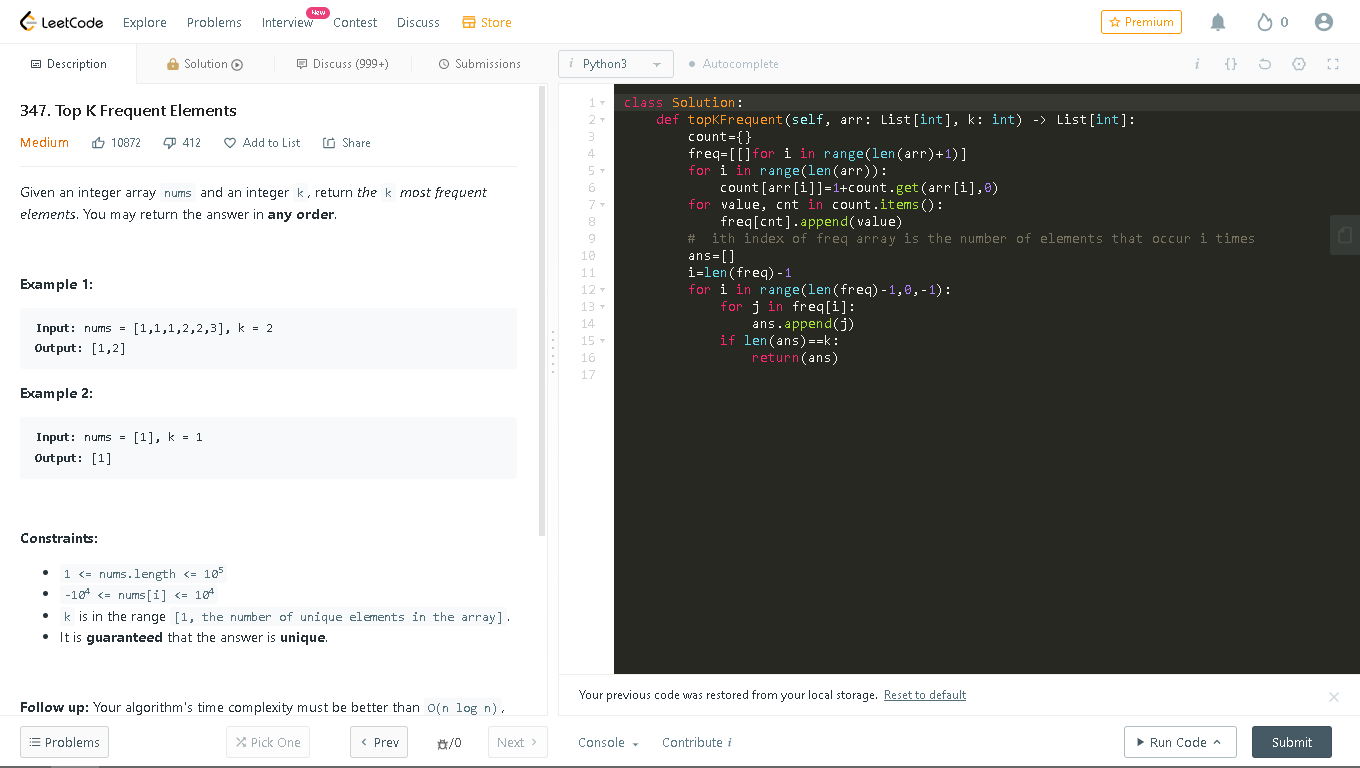 LeetCode Explore Problems Interview New Contest Discuss Store Premium 0
Description Solution Discuss (999+) Submissions
i Python3 Autocomplete i {}
347. Top K Frequent Elements
Medium 10872 412 Add to List Share
Given an integer array nums and an integer k, return the k most frequent
elements. You may return the answer in any order.
Example 1:
Input: nums = [1,1,1,2,2,3], k = 2
Output: [1,2]
Example 2:
Input: nums = [1], k = 1
Output: [1]
Constraints:
• 1 <= nums.length <= 10⁵
• -10⁴ <= nums[i] <= 10⁴
• k is in the range [1, the number of unique elements in the array].
• It is guaranteed that the answer is unique.
Follow up: Your algorithm's time complexity must be better than O(n log n),
1 class Solution:
2 def topKFrequent(self, arr: List[int], k: int) -> List[int]:
3 count={}
4 freq=[[]for i in range(len(arr)+1)]
5 for i in range(len(arr)):
6 count[arr[i]]=1+count.get(arr[i],0)
7 for value, cnt in count.items():
8 freq[cnt].append(value)
9 # ith index of freq array is the number of elements that occur i times
10 ans=[]
11 i=len(freq)-1
12 for i in range(len(freq)-1,0,-1):
13 for j in freq[i]:
14 ans.append(j)
15 if len(ans)==k:
16 return(ans)
17
Your previous code was restored from your local storage. Reset to default
Problems Pick One < Prev /0 Next > Console Contribute i Run Code Submit